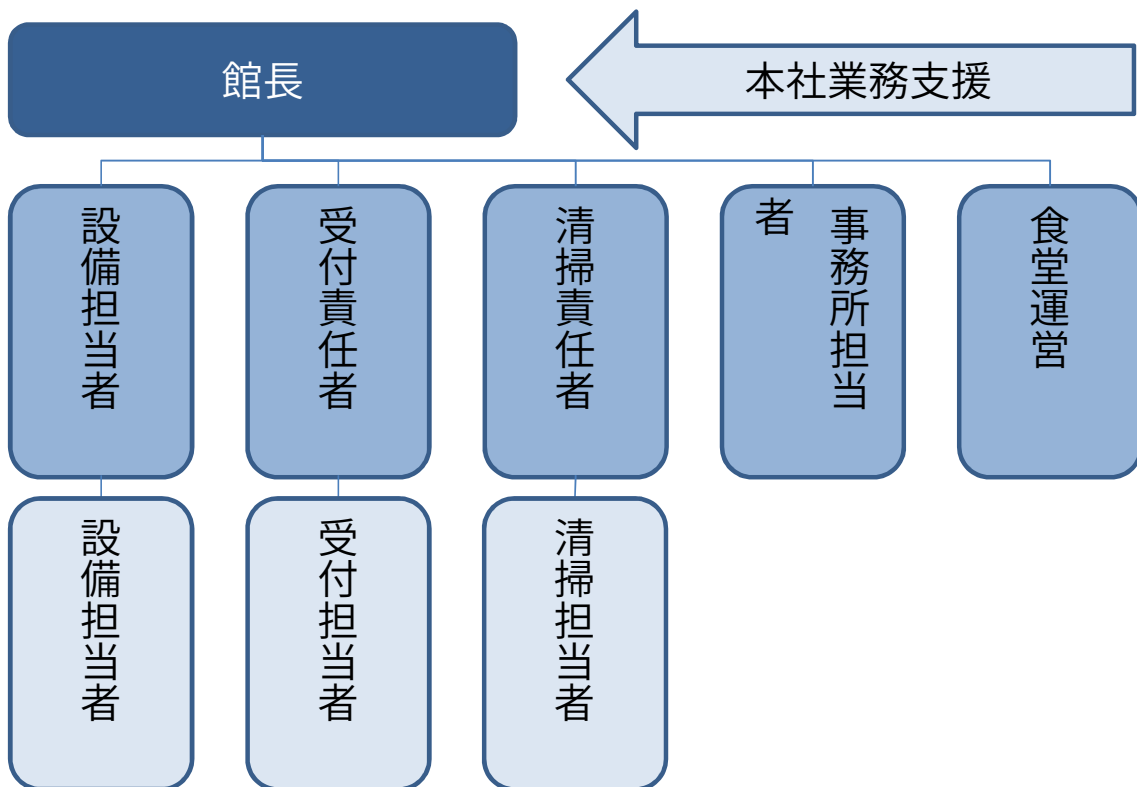 館長
本社業務支援
設備担当者
受付責任者
清掃責任者
事務所担当
者
食堂運営
設備担当者
受付担当者
清掃担当者